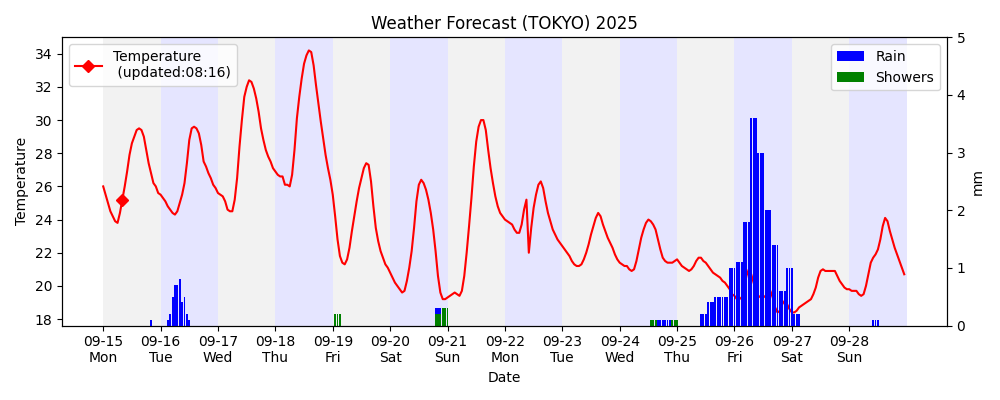 Weather Forecast (TOKYO) 2025
Temperature
(updated:08:16)
Rain
Showers
Temperature
34
32
30
28
26
24
22
20
18
5
4
3
2
1
0
mm
09-15 09-16 09-17 09-18 09-19 09-20 09-21 09-22 09-23 09-24 09-25 09-26 09-27 09-28
Mon Tue Wed Thu Fri Sat Sun Mon Tue Wed Thu Fri Sat Sun
Date